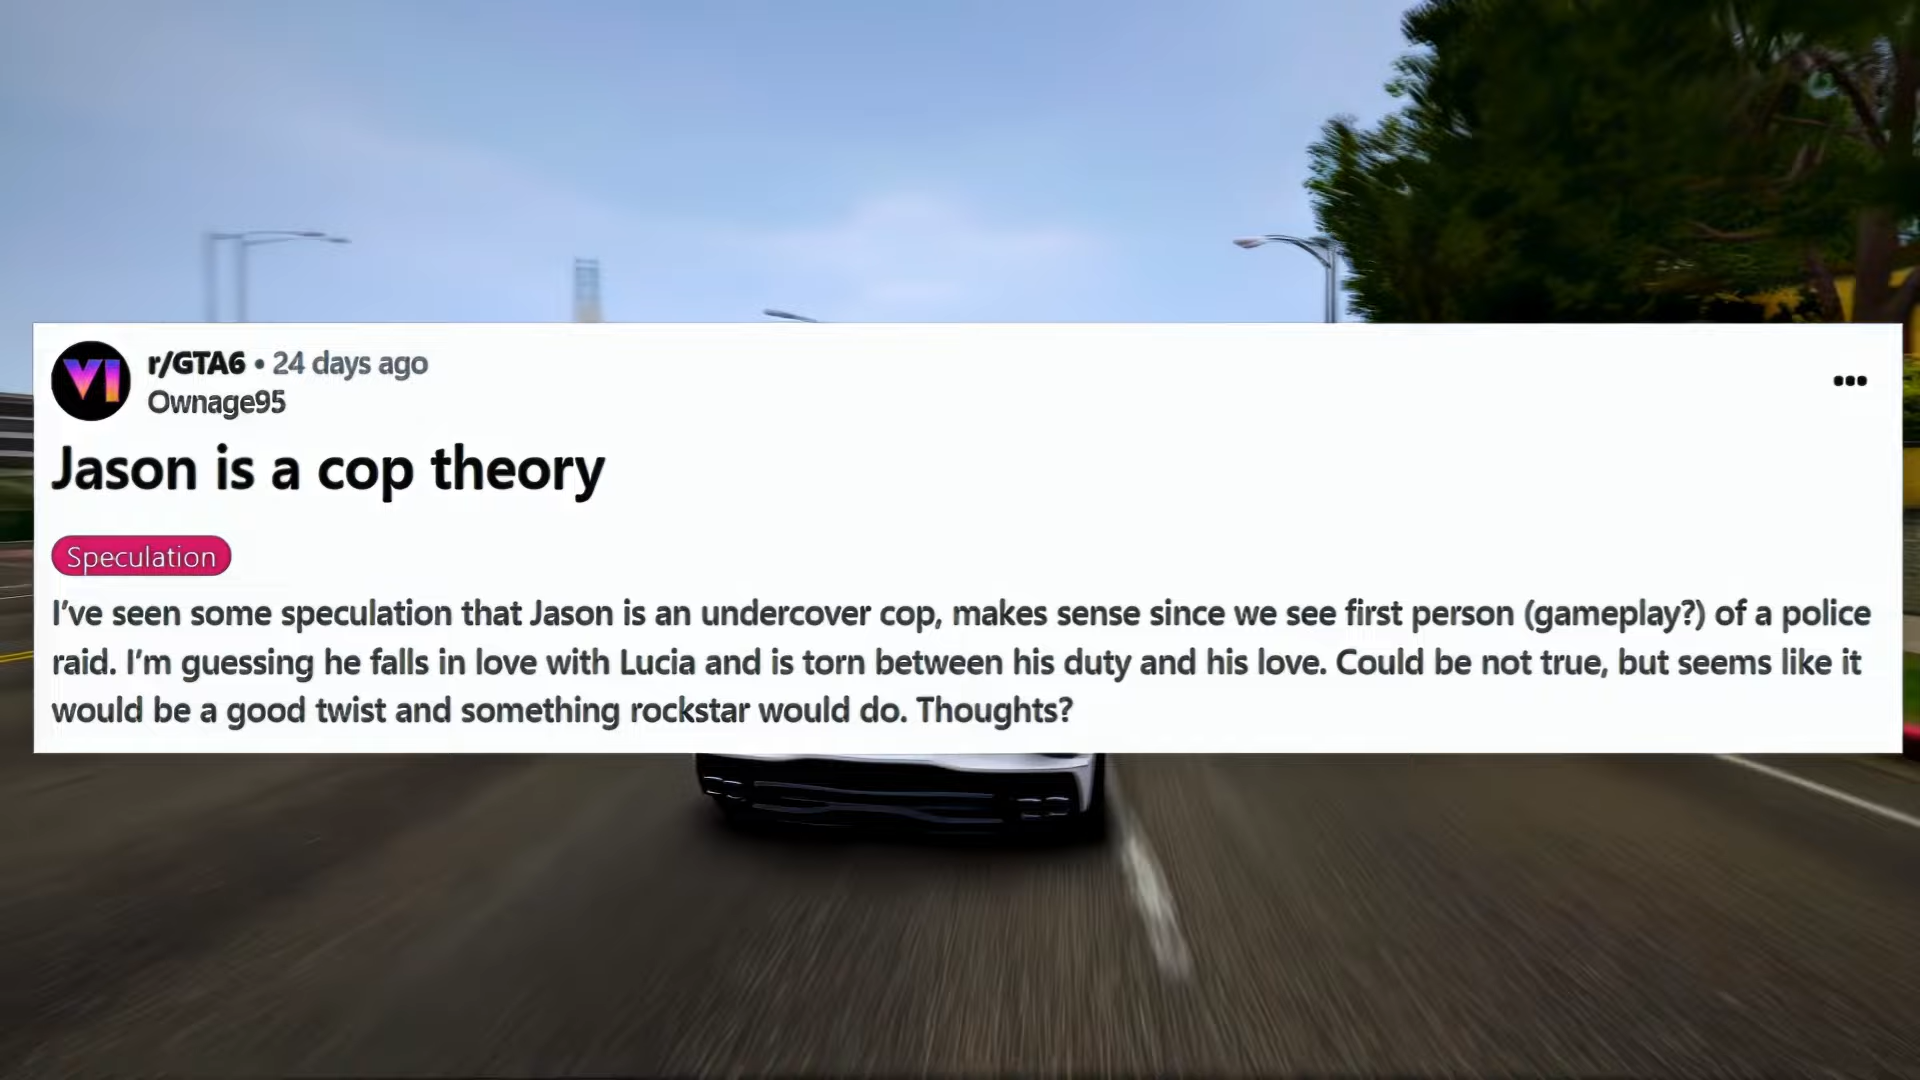 VI
r/GTA6 • 24 days ago
Ownage95
Jason is a cop theory
Speculation
I’ve seen some speculation that Jason is an undercover cop, makes sense since we see first person (gameplay?) of a police
raid. I’m guessing he falls in love with Lucia and is torn between his duty and his love. Could be not true, but seems like it
would be a good twist and something rockstar would do. Thoughts?